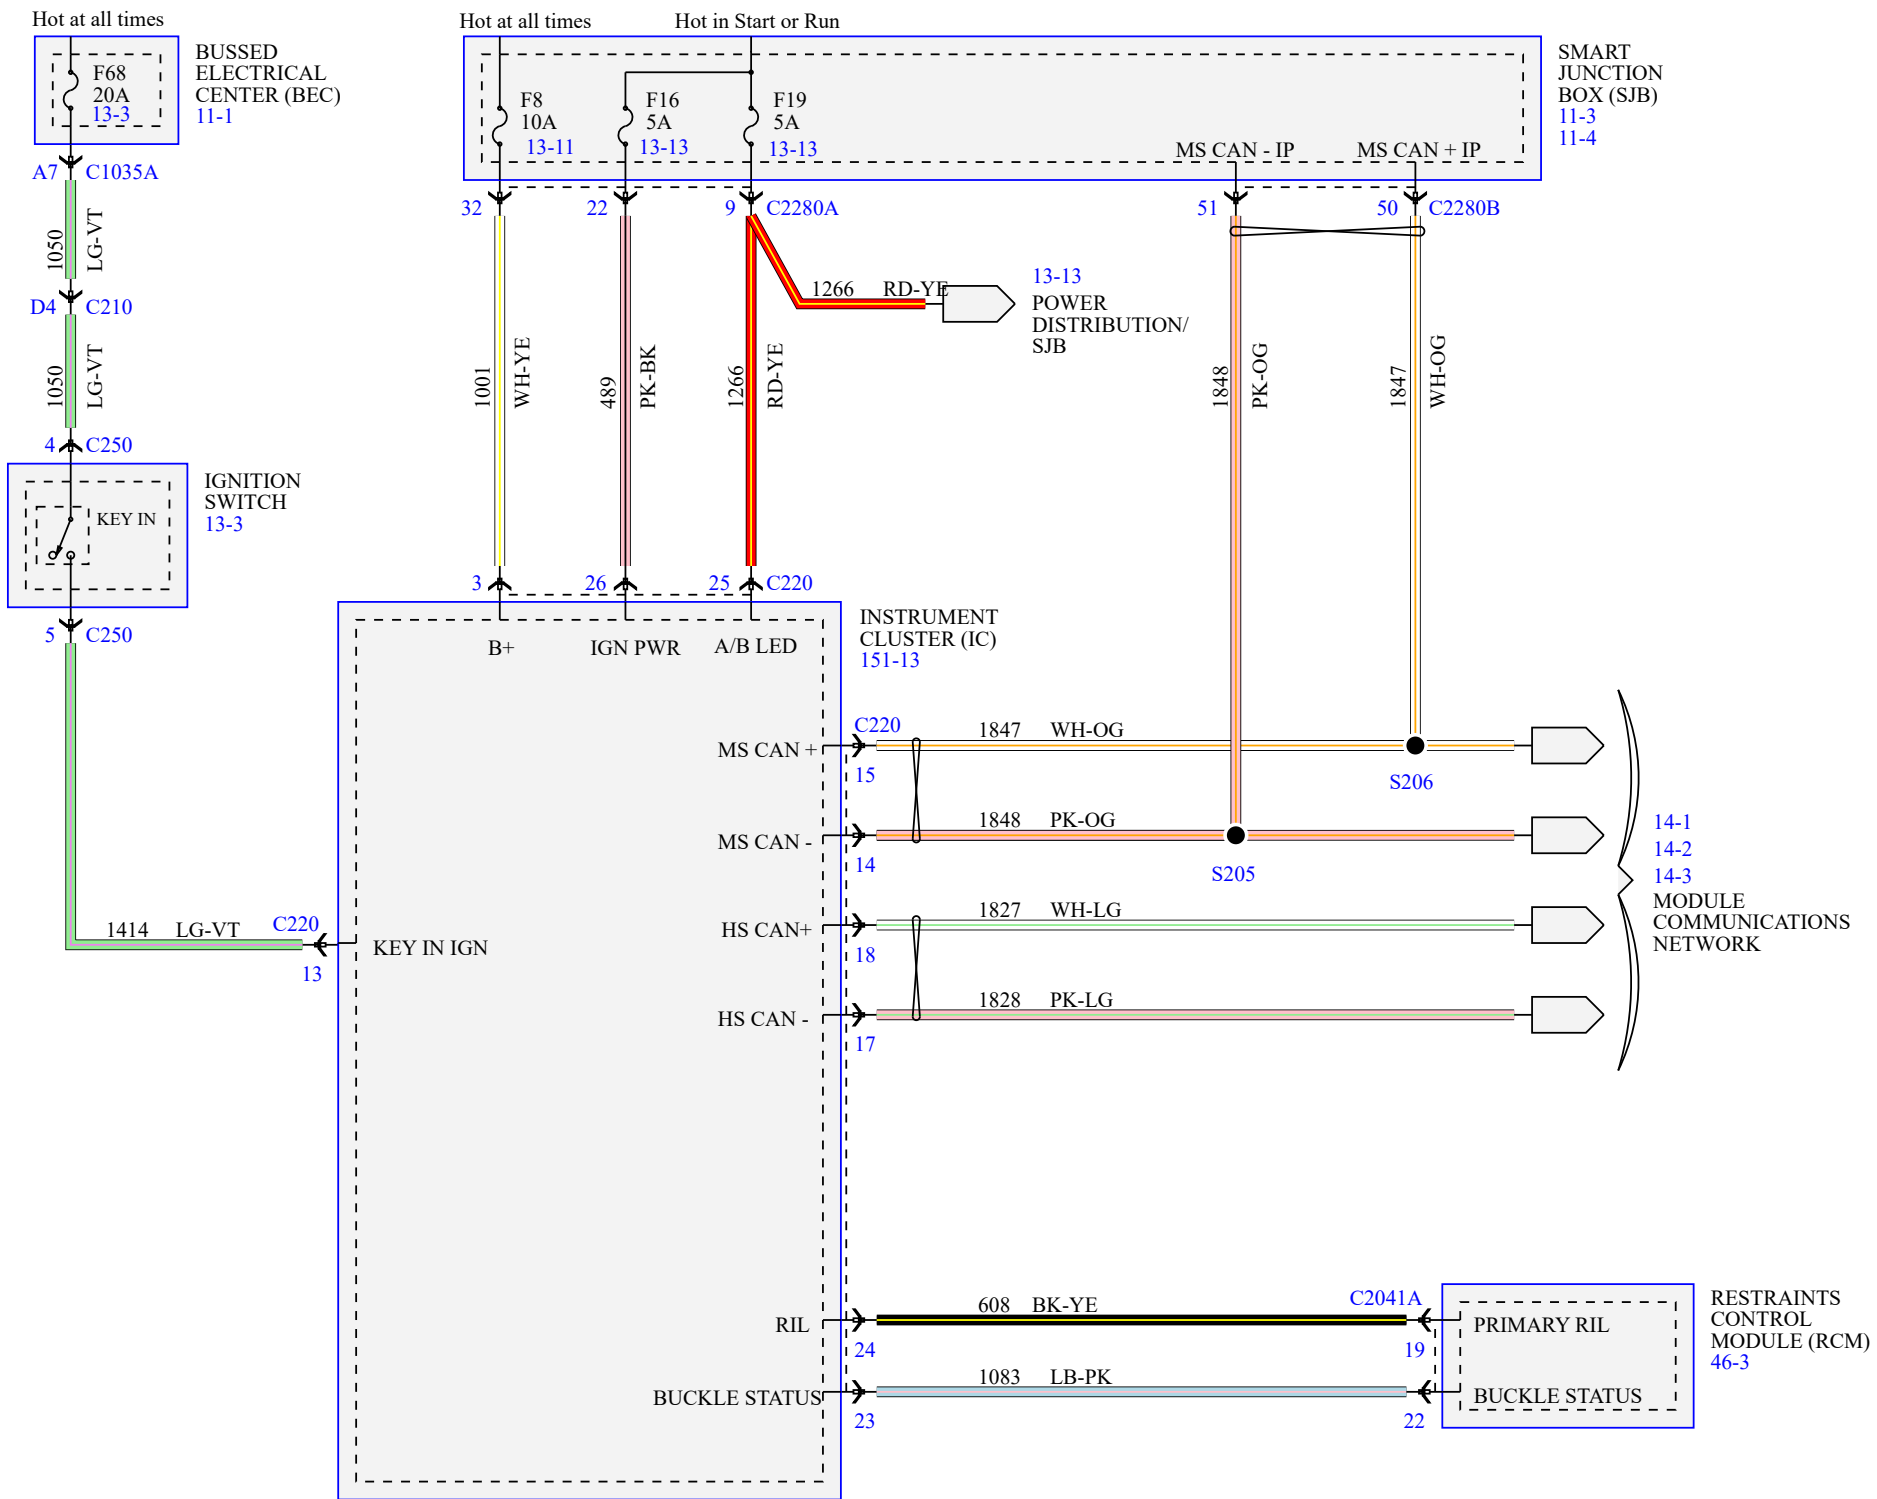 Hot at all times
F68
20A
13-3
BUSSED
ELECTRICAL
CENTER (BEC)
11-1
A7
C1035A
1050
LG-VT
D4
C210
1050
LG-VT
4
C250
IGNITION
SWITCH
13-3
KEY IN
5
C250
1414
LG-VT
C220
13
Hot at all times
Hot in Start or Run
F8
10A
13-11
F16
5A
13-13
F19
5A
13-13
MS CAN - IP
MS CAN + IP
SMART
JUNCTION
BOX (SJB)
11-3
11-4
32
22
9
C2280A
51
50
C2280B
1266
RD-YE
13-13
POWER
DISTRIBUTION/
SJB
1001
WH-YE
489
PK-BK
1266
RD-YE
1848
PK-OG
1847
WH-OG
3
26
25
C220
B+
IGN PWR
A/B LED
INSTRUMENT
CLUSTER (IC)
151-13
KEY IN IGN
MS CAN +
C220
15
1847
WH-OG
S206
MS CAN -
14
1848
PK-OG
S205
HS CAN+
18
1827
WH-LG
HS CAN -
17
1828
PK-LG
14-1
14-2
14-3
MODULE
COMMUNICATIONS
NETWORK
RIL
24
608
BK-YE
C2041A
19
PRIMARY RIL
BUCKLE STATUS
23
1083
LB-PK
22
BUCKLE STATUS
RESTRAINTS
CONTROL
MODULE (RCM)
46-3